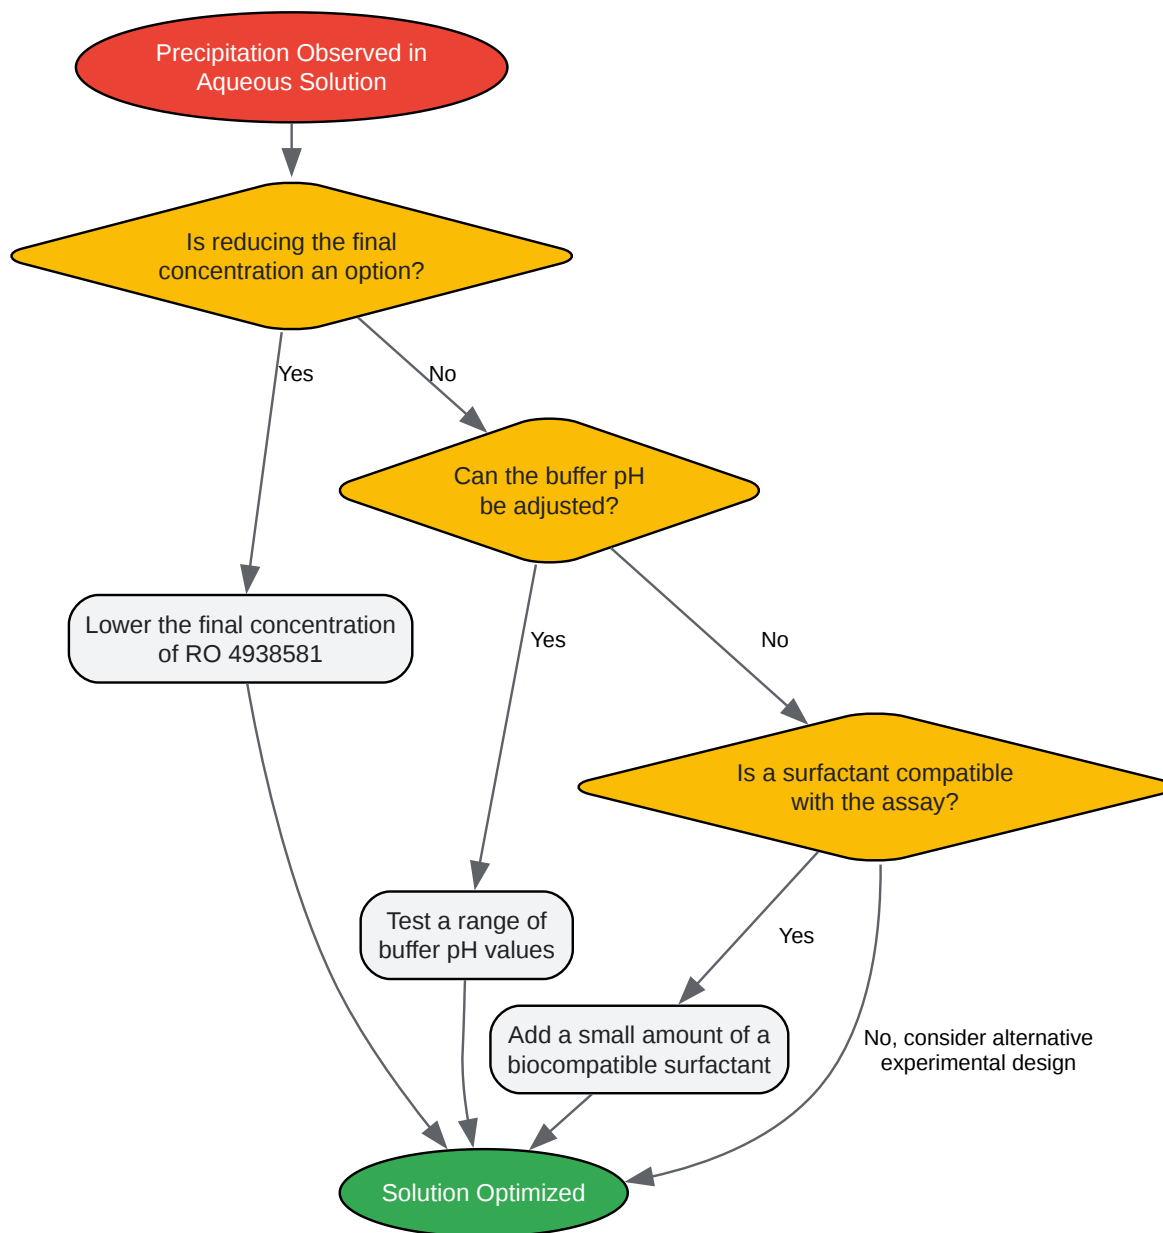 Precipitation Observed in
Aqueous Solution
Is reducing the final
concentration an option?
Yes
No
Can the buffer pH
be adjusted?
Lower the final concentration
of RO 4938581
Yes
No
Is a surfactant compatible
with the assay?
Test a range of
buffer pH values
Yes
Add a small amount of a
biocompatible surfactant
No, consider alternative
experimental design
Solution Optimized